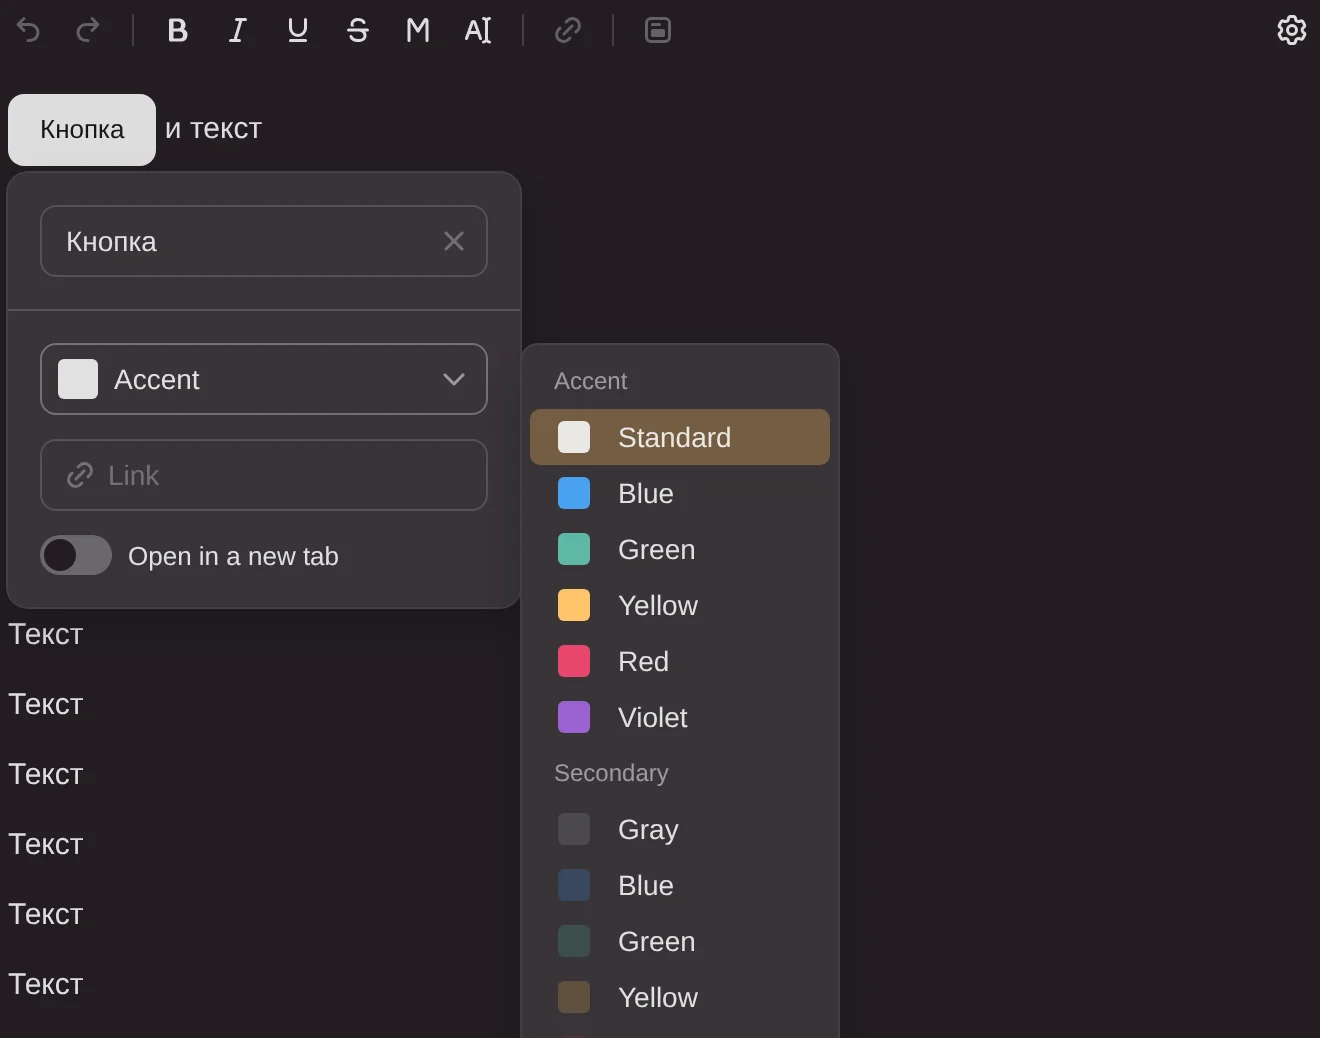 B I U S M AI
Кнопка и текст
Кнопка
Accent
Link
Open in a new tab
Accent
Standard
Blue
Green
Yellow
Red
Violet
Secondary
Gray
Blue
Green
Yellow
Текст
Текст
Текст
Текст
Текст
Текст